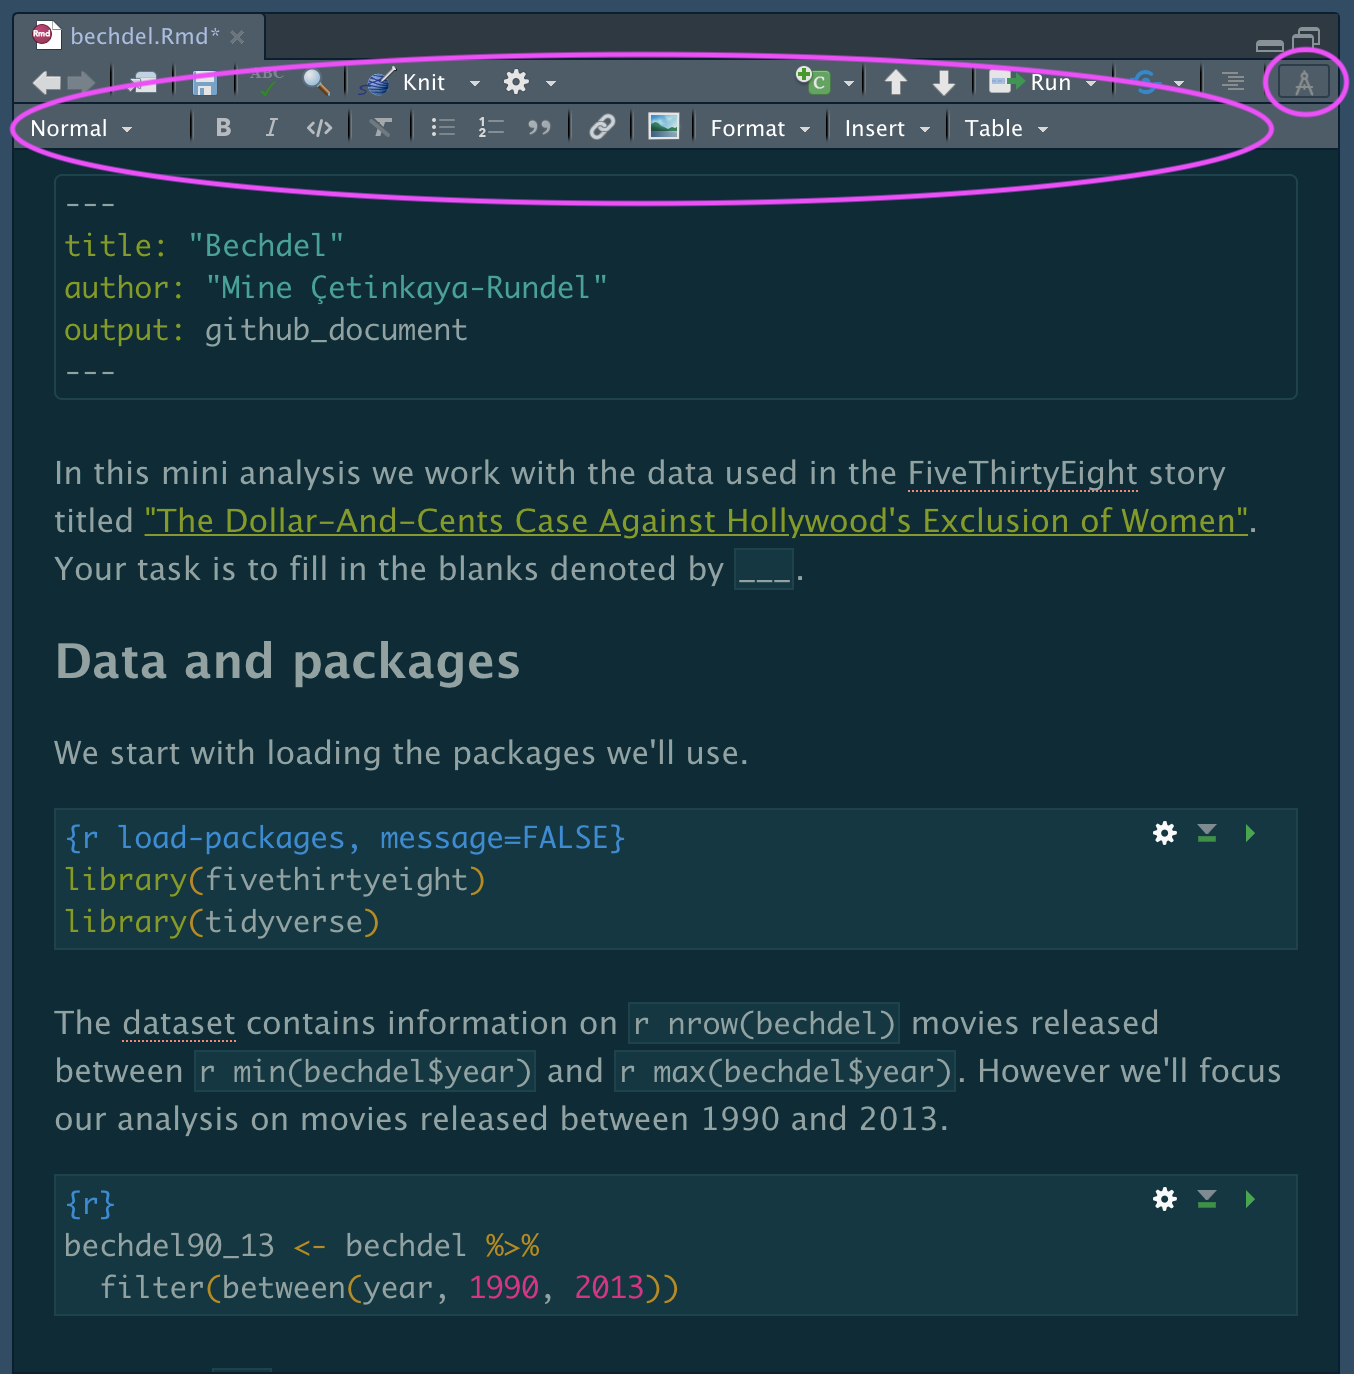 bechdel.Rmd*
ABC Knit C Run
Normal B I </> Format Insert Table
---
title: "Bechdel"
author: "Mine Çetinkaya-Rundel"
output: github_document
---
In this mini analysis we work with the data used in the FiveThirtyEight story
titled "The Dollar-And-Cents Case Against Hollywood's Exclusion of Women".
Your task is to fill in the blanks denoted by ___.
Data and packages
We start with loading the packages we'll use.
{r load-packages, message=FALSE}
library(fivethirtyeight)
library(tidyverse)
The dataset contains information on r nrow(bechdel) movies released
between r min(bechdel$year) and r max(bechdel$year). However we'll focus
our analysis on movies released between 1990 and 2013.
{r}
bechdel90_13 <- bechdel %>%
  filter(between(year, 1990, 2013))